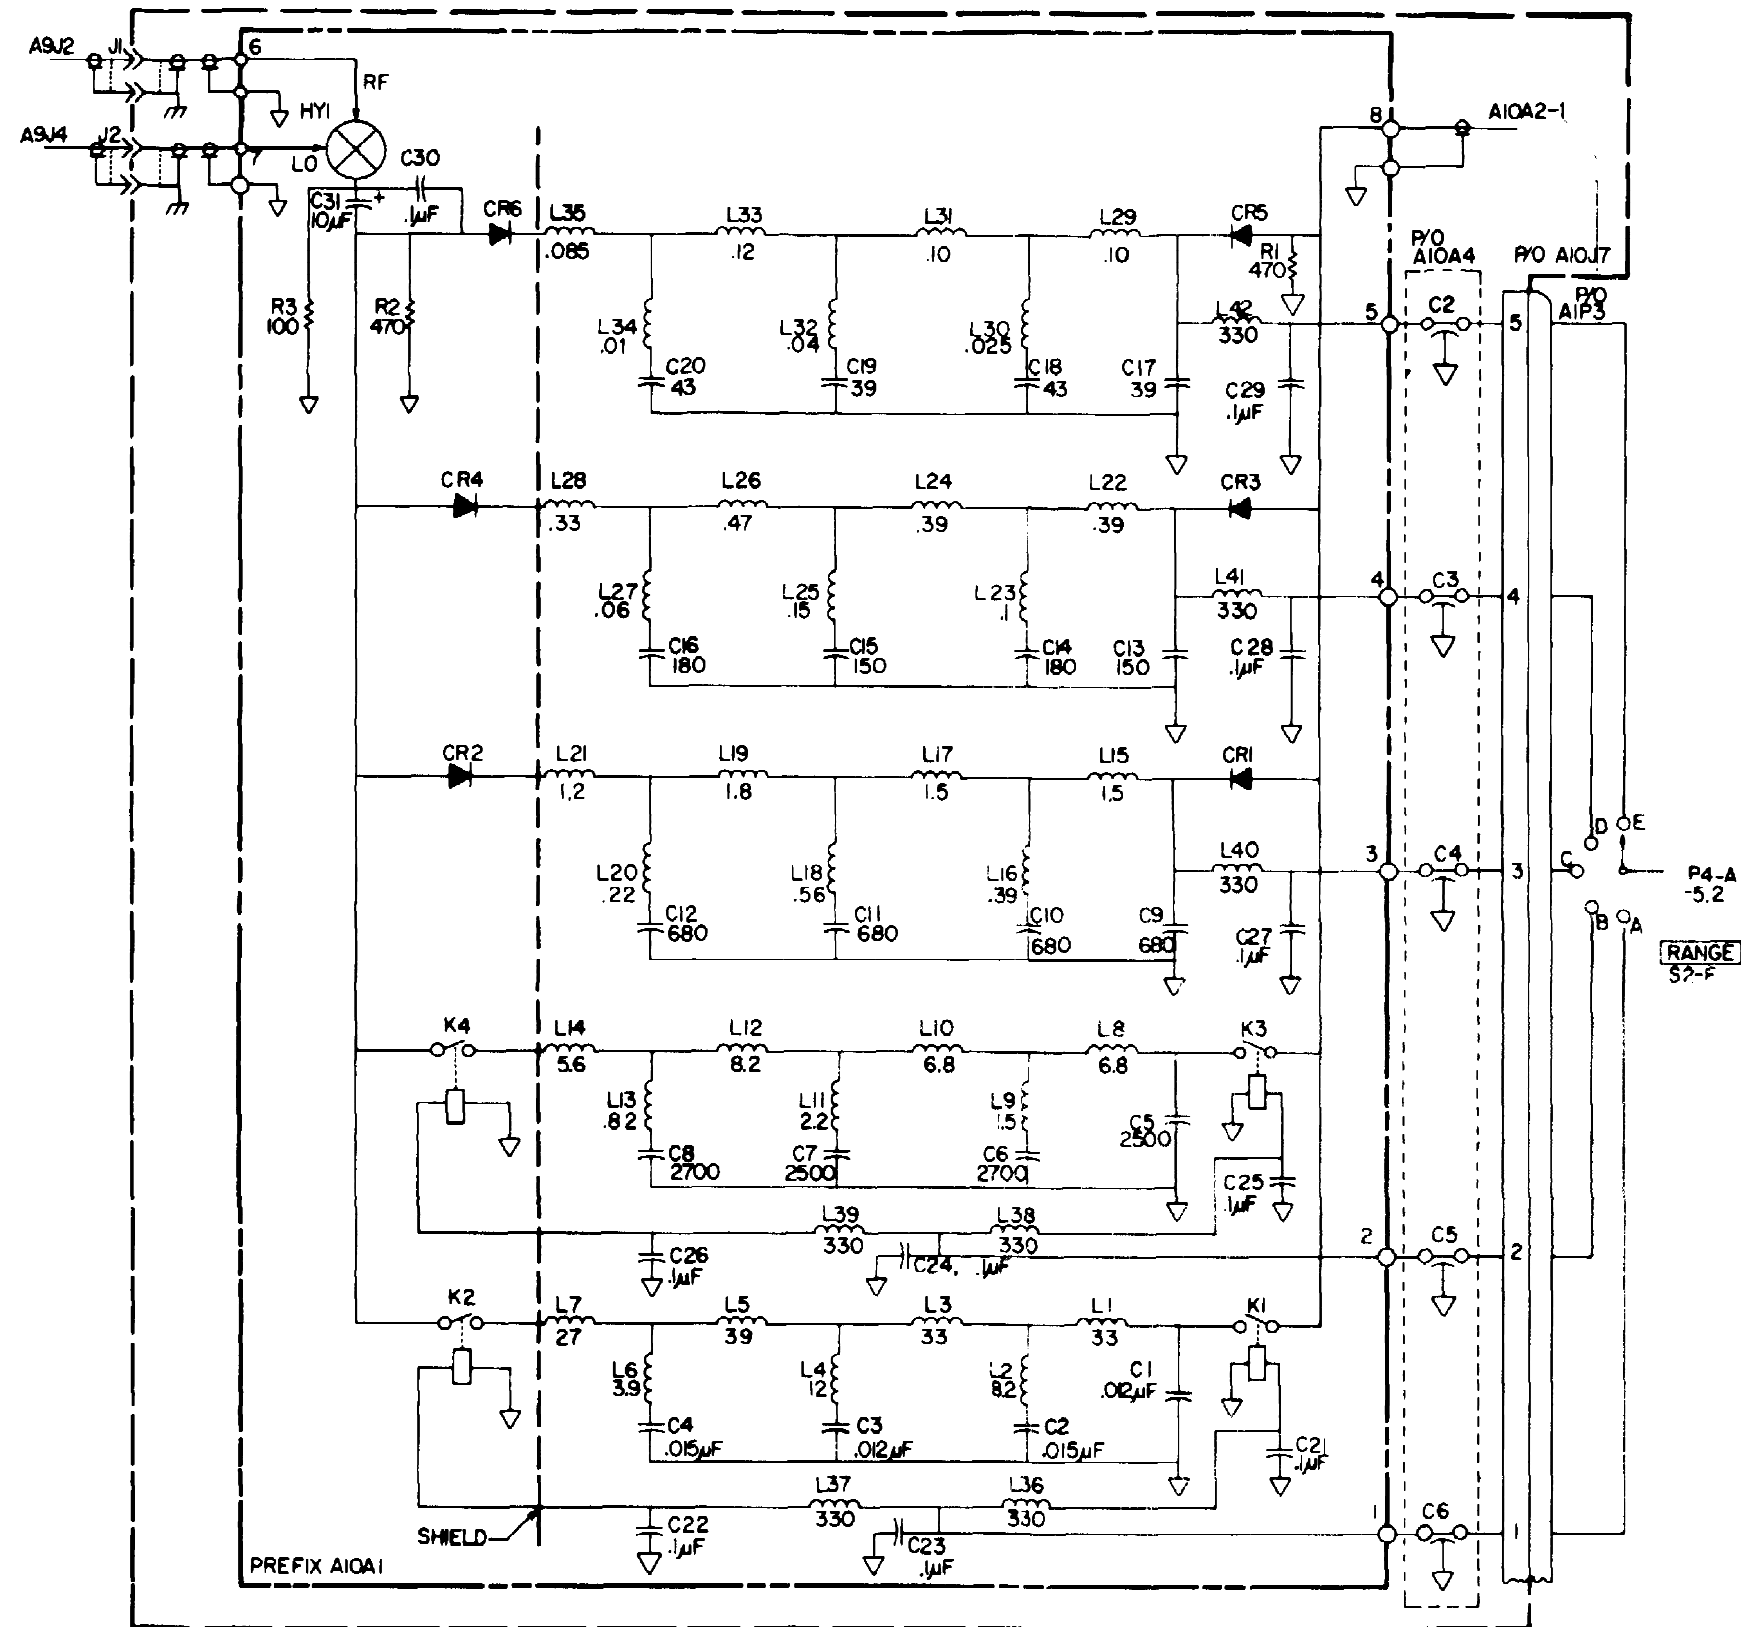 A9J2
J1
6
RF
HY1
A9J4
J2
7
LO
C30
.1µF
C31
10µF
+
8
A10A2-1
CR6
L35
.085
L33
.12
L31
.10
L29
.10
CR5
R1
470
P/O
A10A4
P/O A10J7
P/O
A1P3
R3
100
R2
470
L34
.01
L32
.04
L30
.025
L42
330
5
C2
5
C20
43
C19
39
C18
43
C17
39
C29
.1µF
CR4
L28
.33
L26
.47
L24
.39
L22
.39
CR3
L27
.06
L25
.15
L23
.1
L41
330
4
C3
4
C16
180
C15
150
C14
180
C13
150
C28
.1µF
CR2
L21
1.2
L19
1.8
L17
1.5
L15
1.5
CR1
L20
.22
L18
.56
L16
.39
L40
330
3
C4
3
D
E
C
B
A
P4-A
-5.2
RANGE
S2-F
C12
680
C11
680
C10
680
C9
680
C27
.1µF
K4
L14
5.6
L12
8.2
L10
6.8
L8
6.8
K3
L13
.82
L11
2.2
L9
1.5
C5
2500
C8
2700
C7
2500
C6
2700
C25
.1µF
L39
330
L38
330
C26
.1µF
C24, .1µF
2
C5
2
K2
L7
27
L5
39
L3
33
L1
33
K1
L6
3.9
L4
12
L2
8.2
C1
.012µF
C4
.015µF
C3
.012µF
C2
.015µF
C21
.1µF
L37
330
L36
330
SHIELD
C22
.1µF
C23
.1µF
1
C6
1
PREFIX A10A1